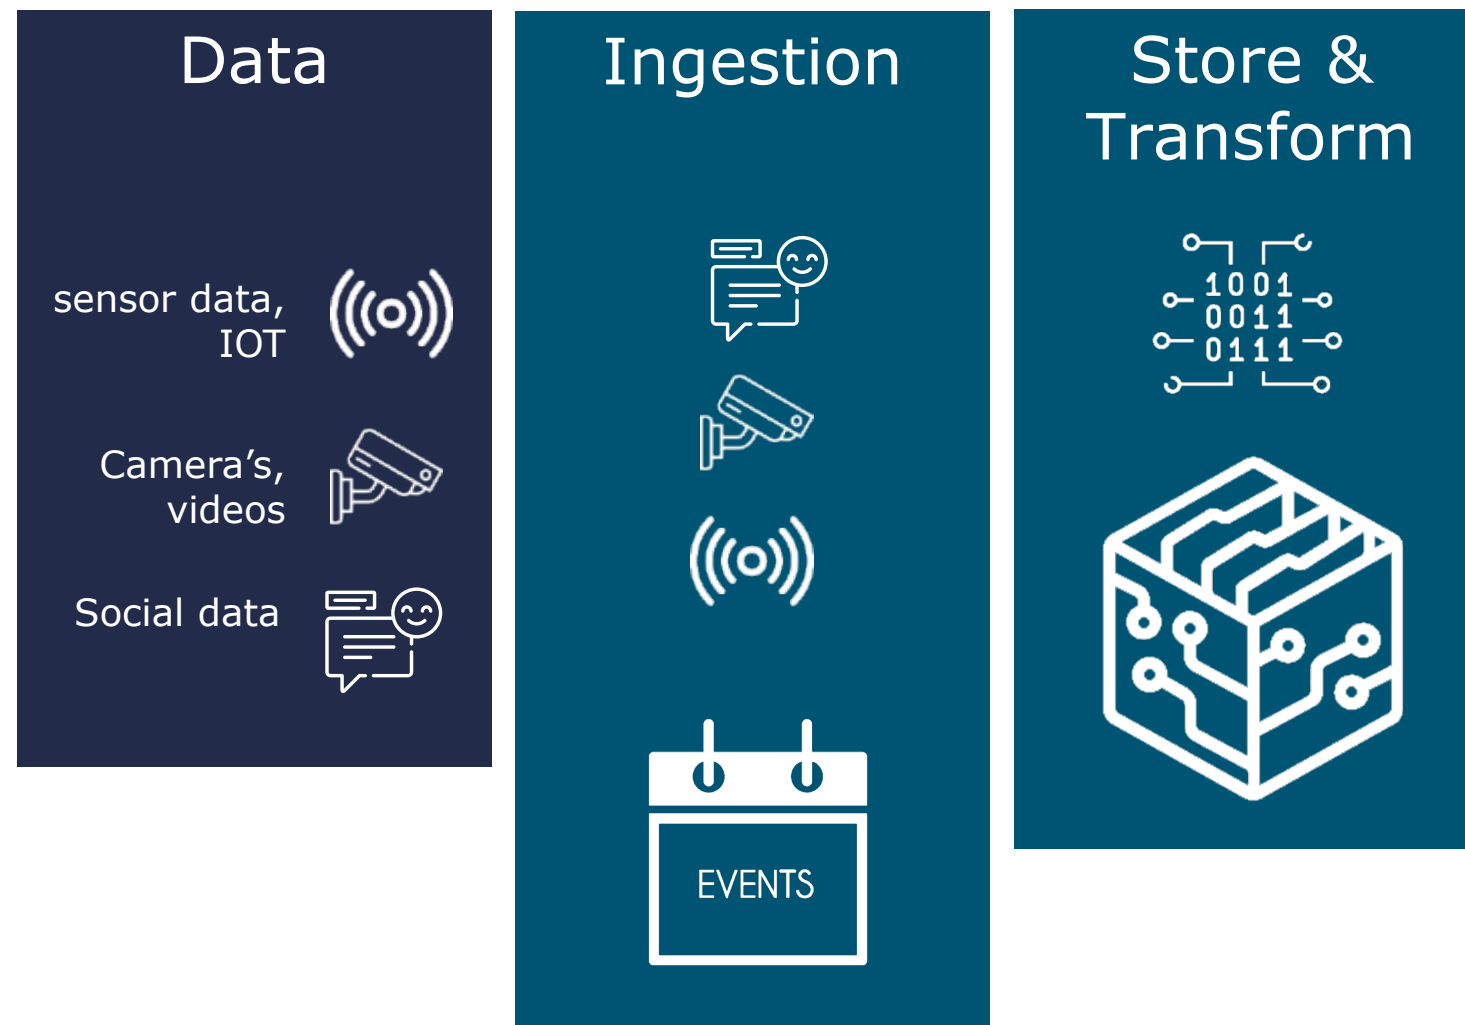 Data
sensor data,
IOT
Camera’s,
videos
Social data
Ingestion
EVENTS
Store &
Transform
1001
0011
0111